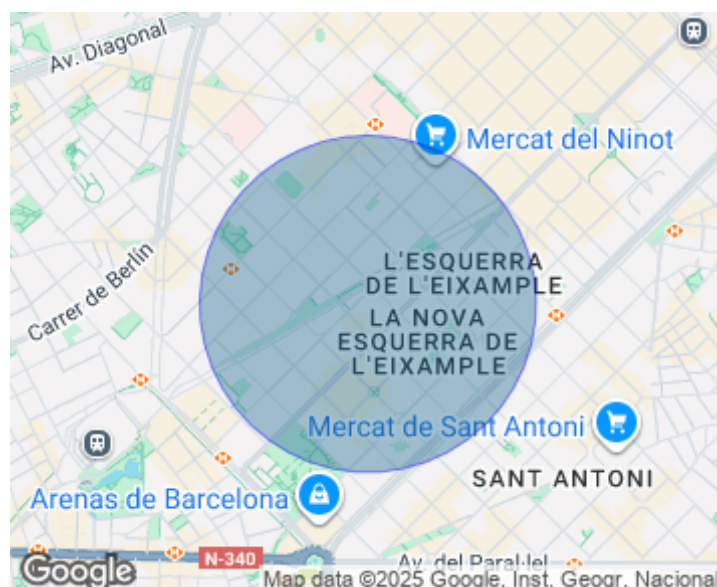 Av. Diagonal
Mercat del Ninot
L'ESQUERRA
DE L'EIXAMPLE
Carrer de Berlín
LA NOVA
ESQUERRA DE
L'EIXAMPLE
Mercat de Sant Antoni
SANT ANTONI
Arenas de Barcelona
N-340
Av. del Paral·lel
Google
Map data ©2025 Google, Inst. Geogr. Nacional